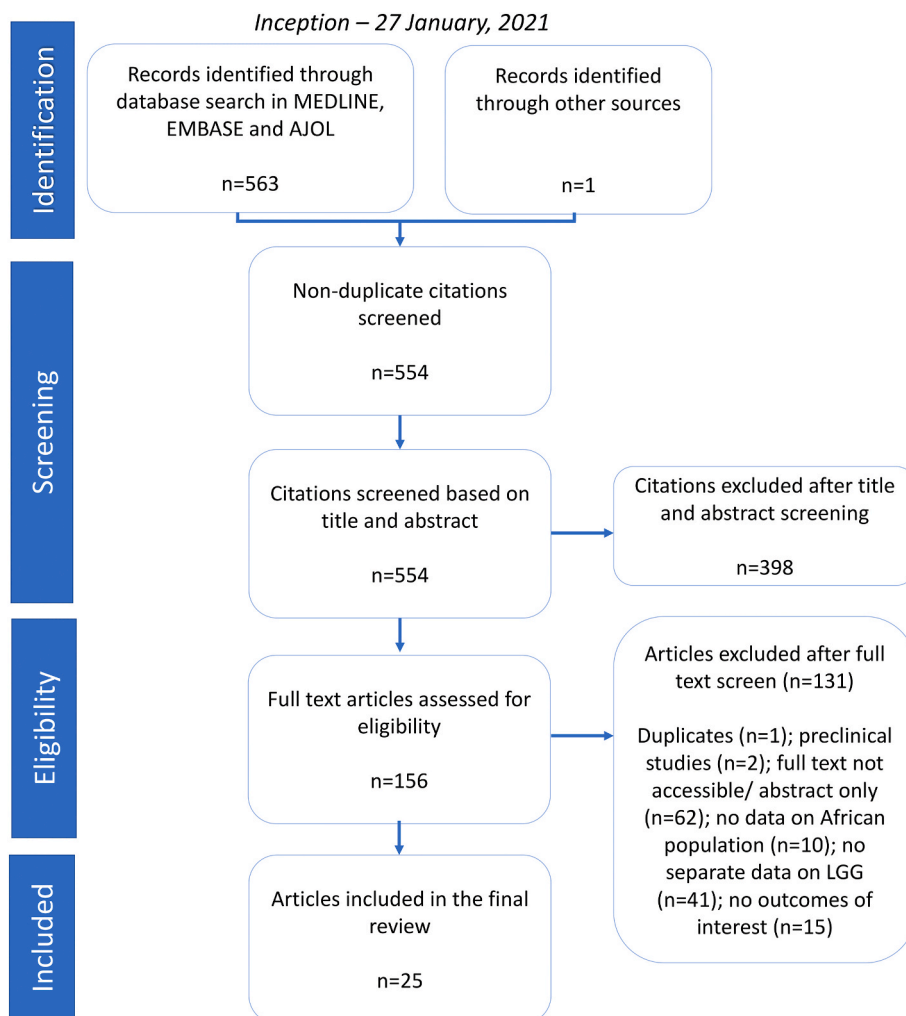 Inception – 27 January, 2021
Identification
Records identified through
database search in MEDLINE,
EMBASE and AJOL
n=563
Records identified
through other sources
n=1
Screening
Non-duplicate citations
screened
n=554
Citations screened based on
title and abstract
n=554
Citations excluded after title
and abstract screening
n=398
Eligibility
Full text articles assessed for
eligibility
n=156
Articles excluded after full
text screen (n=131)
Duplicates (n=1); preclinical
studies (n=2); full text not
accessible/ abstract only
(n=62); no data on African
population (n=10); no
separate data on LGG
(n=41); no outcomes of
interest (n=15)
Included
Articles included in the final
review
n=25